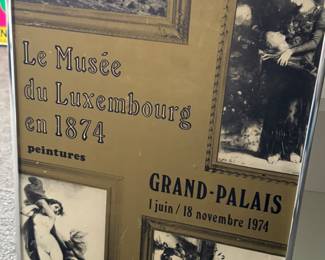 Le Musée
du Luxembourg
en 1874
peintures
GRAND-PALAIS
1 juin / 18 novembre 1974